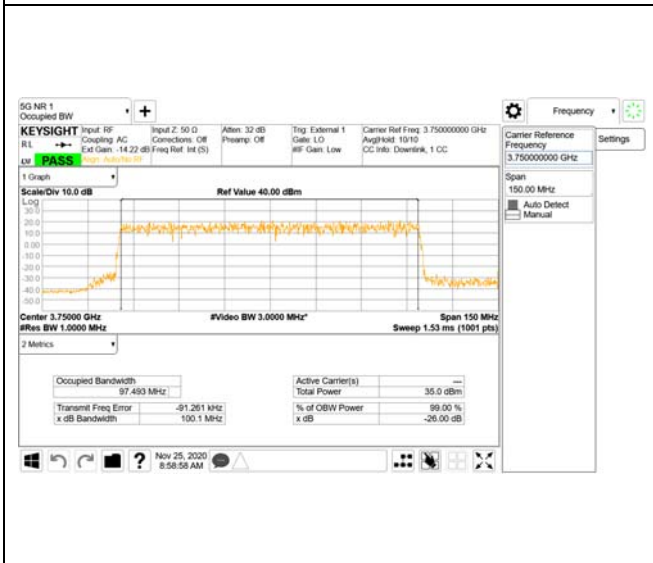 5G NR 1
Occupied BW
Frequency
KEYSIGHT Input: RF Input Z: 50 Ω Atten: 32 dB Trig: External 1 Carrier Ref Freq: 3.750000000 GHz
RL Coupling: AC Corrections: Off Preamp: Off Gate: LO Avg|Hold: 10/10
Ext Gain: -14.22 dB Freq Ref: Int (S) #IF Gain: Low CC Info: Downlink, 1 CC
PASS Align: Auto/No RF
Carrier Reference
Frequency
3.750000000 GHz
Settings
Span
150.00 MHz
Auto Detect
Manual
1 Graph
Scale/Div 10.0 dB Ref Value 40.00 dBm
Log
30.0
20.0
10.0
0.00
-10.0
-20.0
-30.0
-40.0
-50.0
Center 3.75000 GHz #Video BW 3.0000 MHz* Span 150 MHz
#Res BW 1.0000 MHz Sweep 1.53 ms (1001 pts)
2 Metrics
Occupied Bandwidth Active Carrier(s) ---
97.493 MHz Total Power 35.0 dBm
Transmit Freq Error -91.261 kHz % of OBW Power 99.00 %
x dB Bandwidth 100.1 MHz x dB -26.00 dB
? Nov 25, 2020
8:58:58 AM